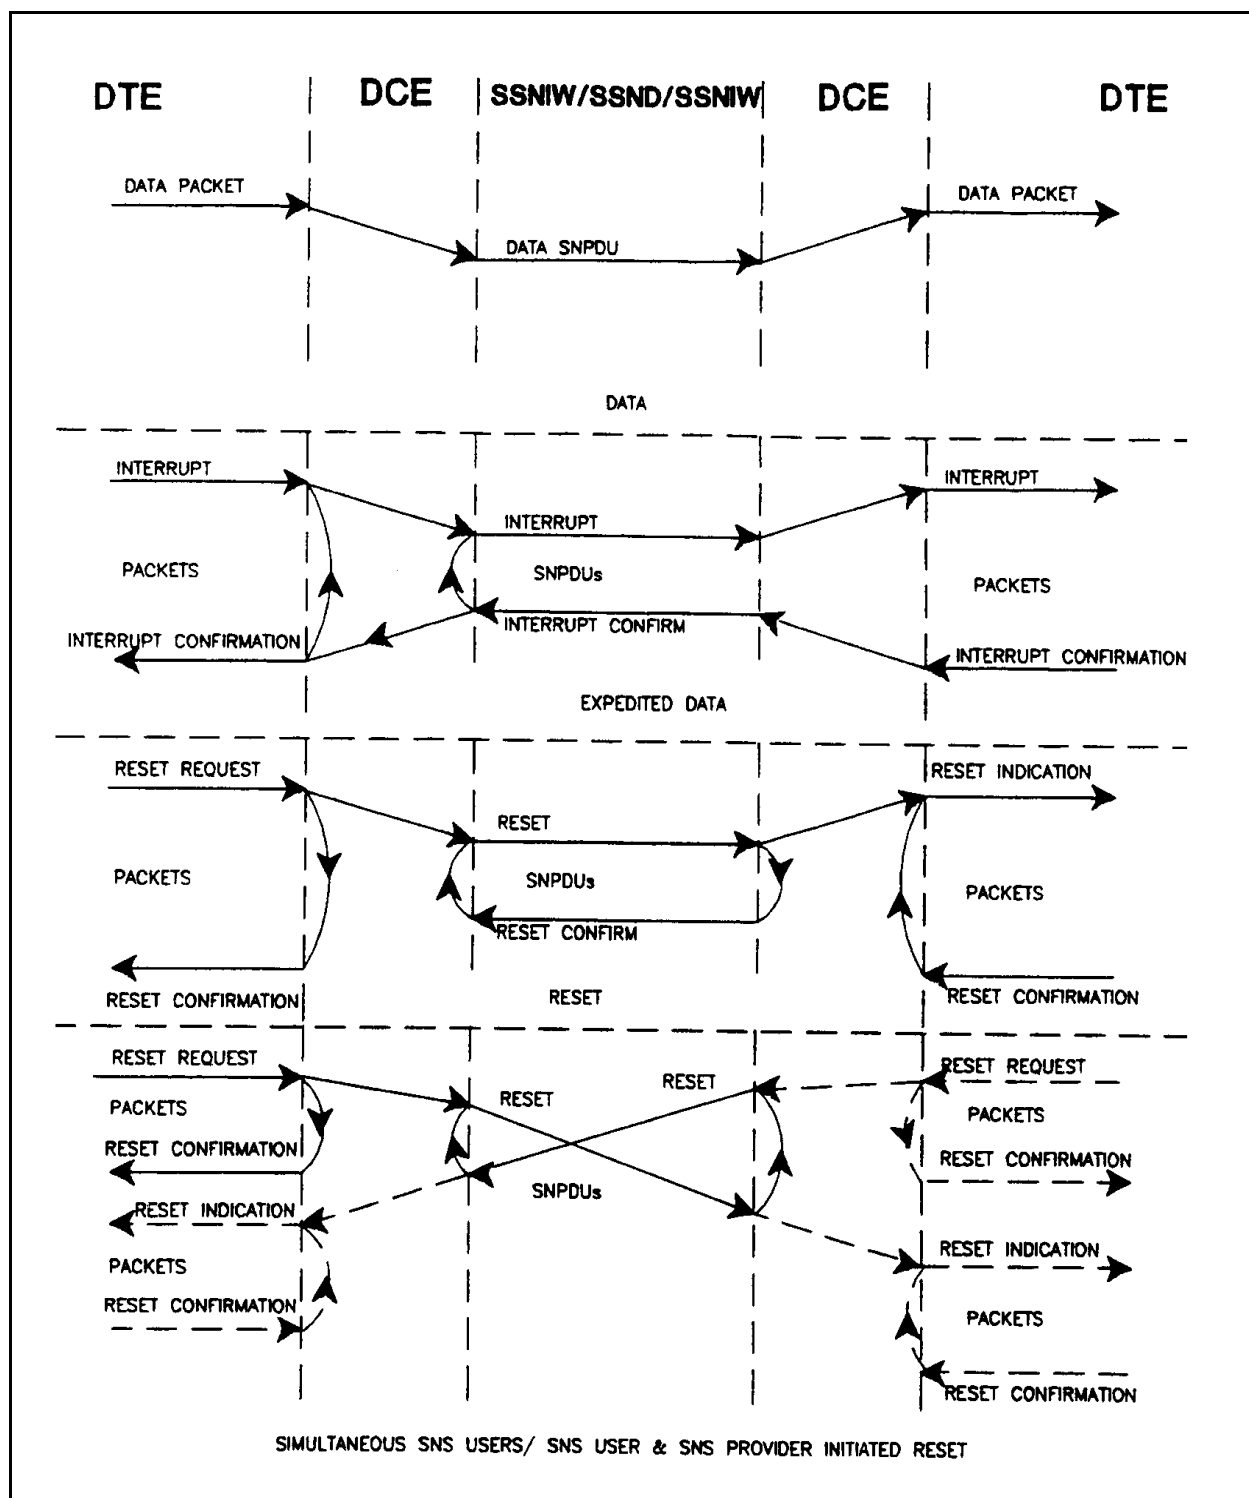 DTE DCE SSNIW/SSND/SSNIW DCE DTE
DATA PACKET
DATA PACKET
DATA SNPDU
DATA
INTERRUPT
INTERRUPT
INTERRUPT
PACKETS
SNPDUs
PACKETS
INTERRUPT CONFIRMATION
INTERRUPT CONFIRM
INTERRUPT CONFIRMATION
EXPEDITED DATA
RESET REQUEST
RESET INDICATION
RESET
PACKETS
SNPDUs
PACKETS
RESET CONFIRM
RESET CONFIRMATION
RESET
RESET CONFIRMATION
RESET REQUEST
RESET REQUEST
RESET
RESET
PACKETS
PACKETS
RESET CONFIRMATION
RESET CONFIRMATION
SNPDUs
RESET INDICATION
RESET INDICATION
PACKETS
RESET CONFIRMATION
PACKETS
RESET CONFIRMATION
SIMULTANEOUS SNS USERS/ SNS USER & SNS PROVIDER INITIATED RESET